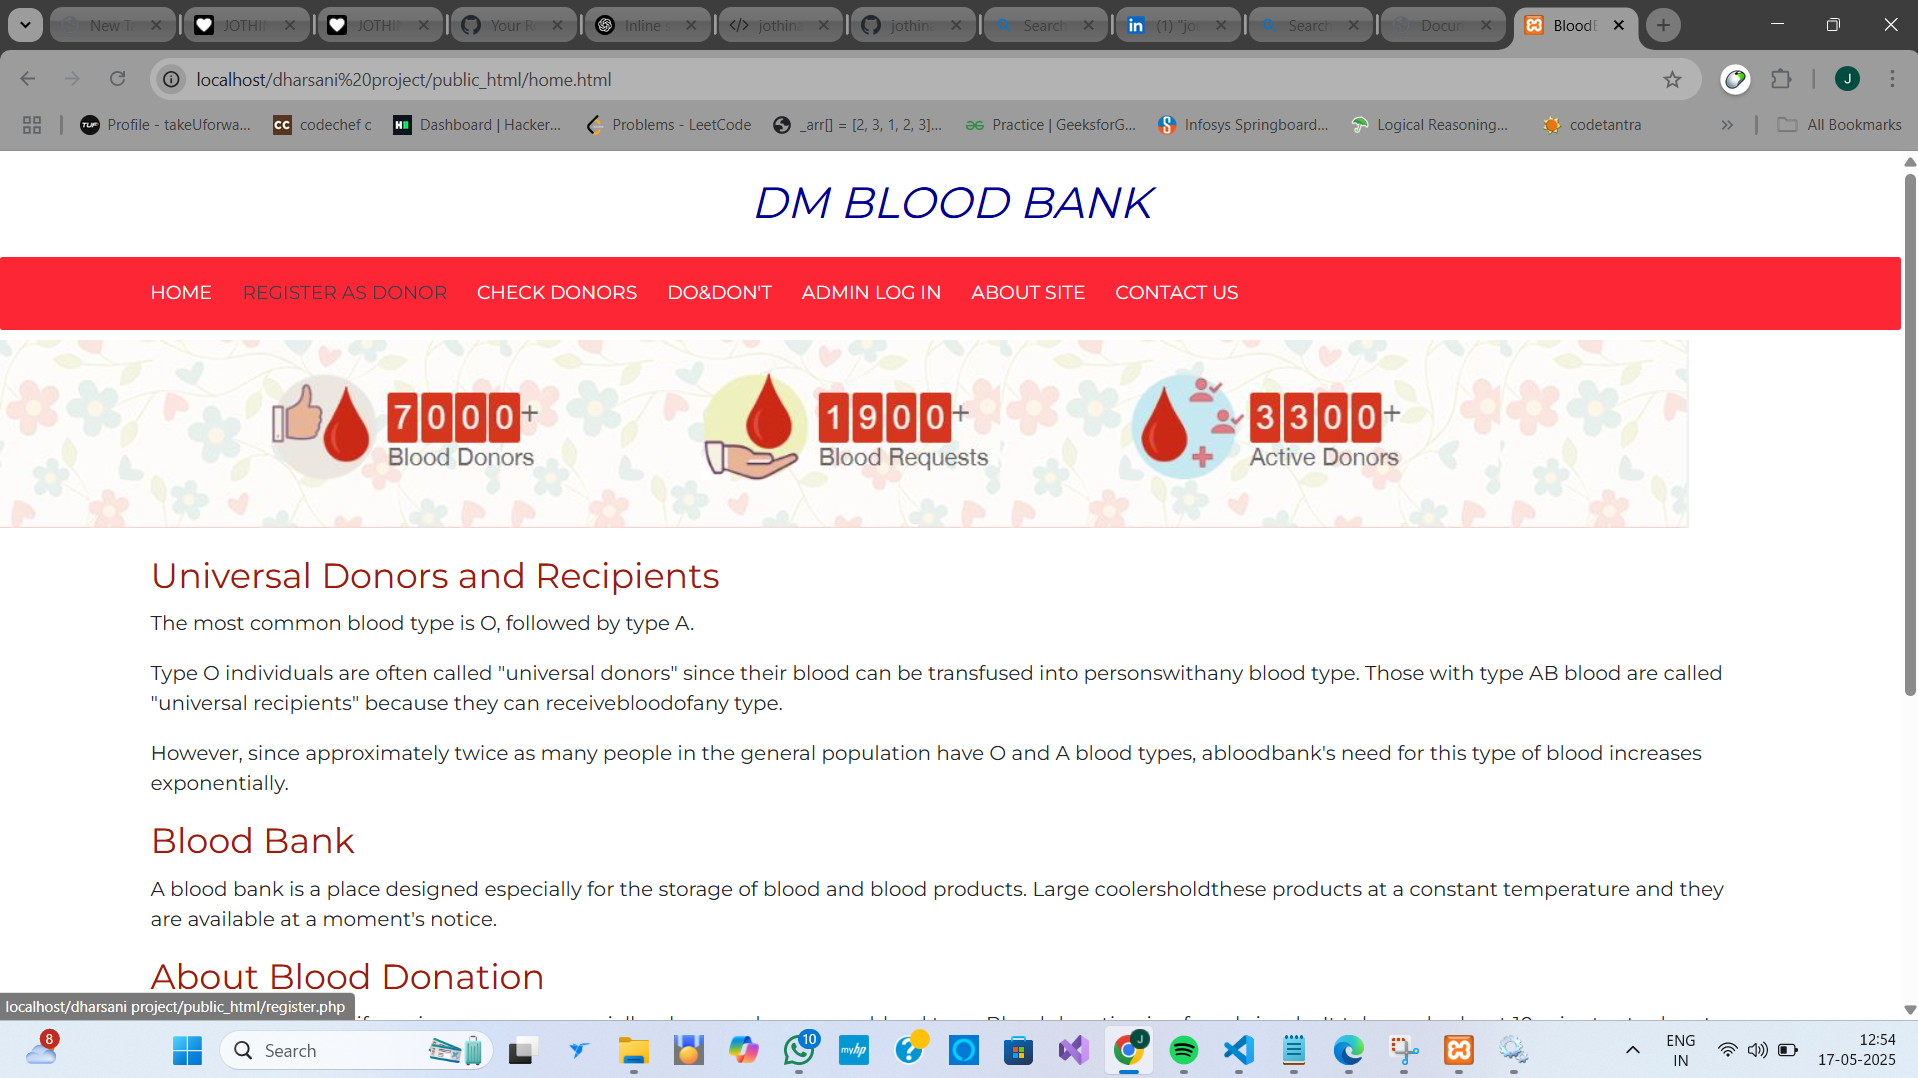 New Ta
JOTHI
JOTHI
Your R
Inline
jothin
jothin
Search
(1) "jo
Search
Docum
BloodB
localhost/dharsani%20project/public_html/home.html
J
Profile - takeUforwa...
codechef c
Dashboard | Hacker...
Problems - LeetCode
_arr[] = [2, 3, 1, 2, 3]...
Practice | GeeksforG...
Infosys Springboard...
Logical Reasoning...
codetantra
All Bookmarks
DM BLOOD BANK
HOME
REGISTER AS DONOR
CHECK DONORS
DO&DON'T
ADMIN LOG IN
ABOUT SITE
CONTACT US
7000+
Blood Donors
1900+
Blood Requests
3300+
Active Donors
Universal Donors and Recipients
The most common blood type is O, followed by type A.
Type O individuals are often called "universal donors" since their blood can be transfused into personswithany blood type. Those with type AB blood are called
"universal recipients" because they can receivebloodofany type.
However, since approximately twice as many people in the general population have O and A blood types, abloodbank's need for this type of blood increases
exponentially.
Blood Bank
A blood bank is a place designed especially for the storage of blood and blood products. Large coolersholdthese products at a constant temperature and they
are available at a moment's notice.
About Blood Donation
localhost/dharsani project/public_html/register.php
8
Search
10
myhp
J
ENG
IN
12:54
17-05-2025